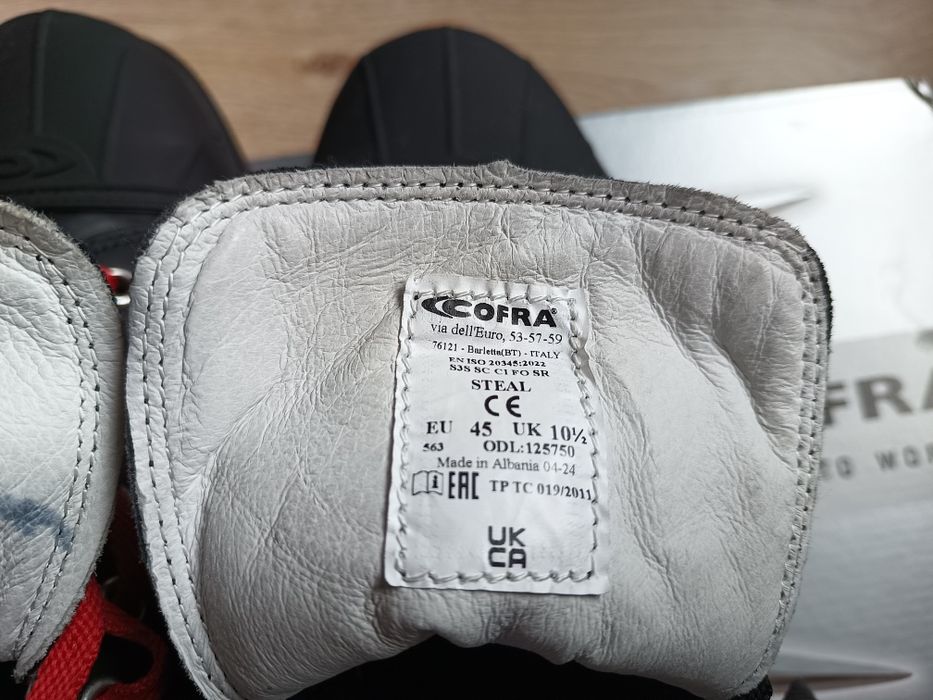 COFRA®
via dell'Euro, 53-57-59
76121 - Barletta(BT) - ITALY
EN ISO 20345:2022
S3S SC CI FO SR
STEAL
CE
EU 45 UK 10½
563 ODL:125750
Made in Albania 04-24
i EAC TP TC 019/2011
UK
CA
FRA
WOR